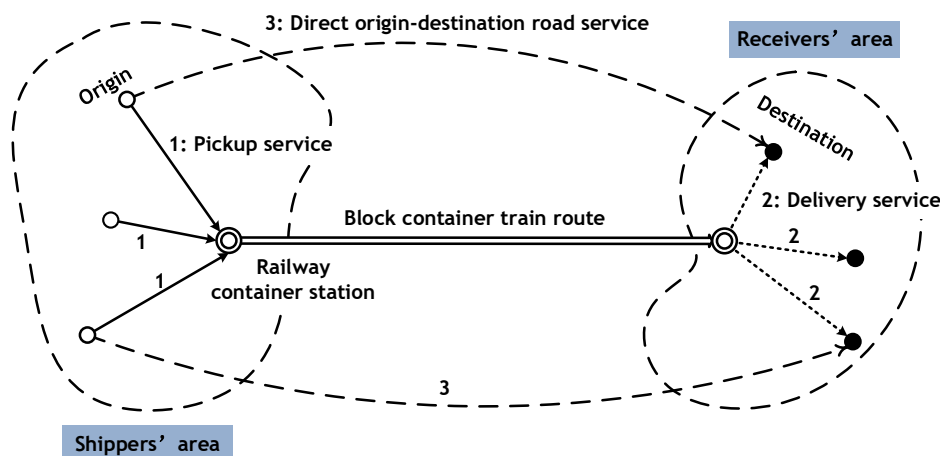 3: Direct origin-destination road service
Receivers’ area
Origin
Destination
1: Pickup service
2: Delivery service
Block container train route
1
2
Railway
container station
1
2
3
Shippers’ area